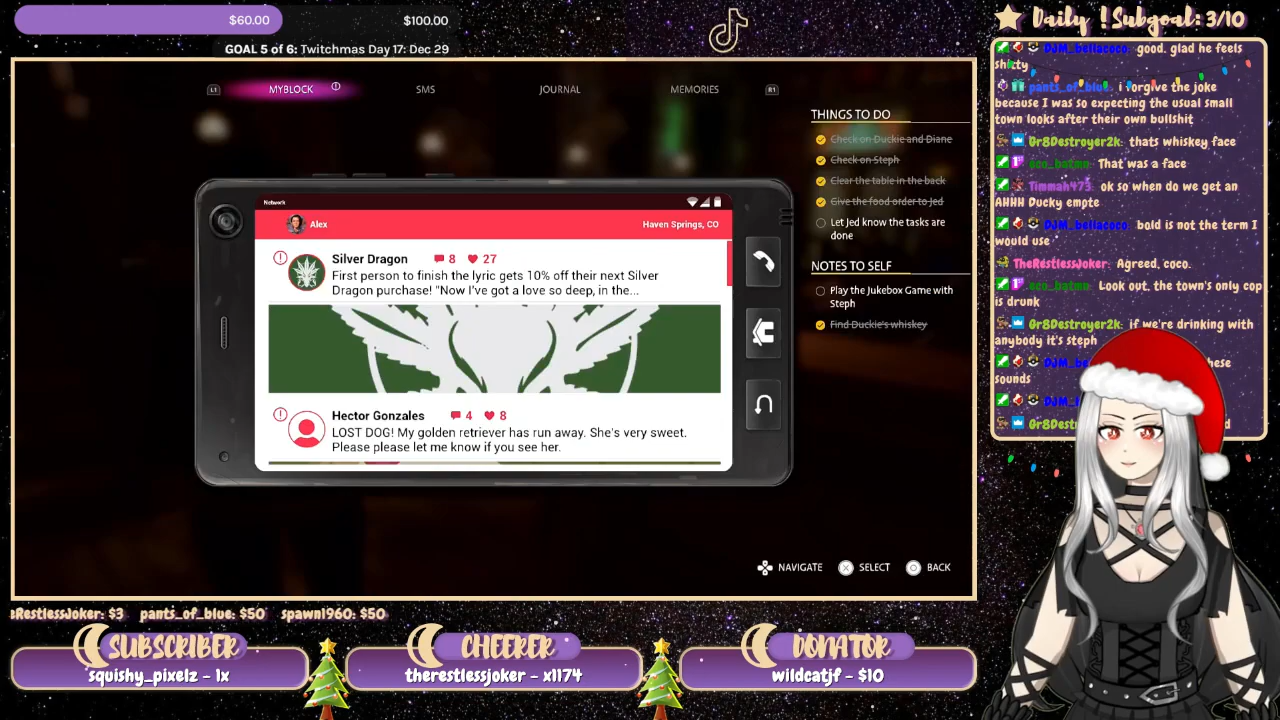 $60.00
$100.00
GOAL 5 of 6: Twitchmas Day 17: Dec 29
Daily !Subgoal: 3/10
L1
MYBLOCK
SMS
JOURNAL
MEMORIES
R1
Network
Alex
Haven Springs, CO
Silver Dragon
8
27
First person to finish the lyric gets 10% off their next Silver
Dragon purchase! "Now I've got a love so deep, in the...
Hector Gonzales
4
8
LOST DOG! My golden retriever has run away. She's very sweet.
Please please let me know if you see her.
THINGS TO DO
Check on Duckie and Diane
Check on Steph
Clear the table in the back
Give the food order to Jed
Let Jed know the tasks are
done
NOTES TO SELF
Play the Jukebox Game with
Steph
Find Duckie's whiskey
NAVIGATE
SELECT
BACK
DJM_bellacoco: good. glad he feels
shitty
pants_of_blue: i forgive the joke
because I was so expecting the usual small
town looks after their own bullshit
Gr8Destroyer2k: thats whiskey face
oco_batmn: That was a face
Timmah473: ok so when do we get an
AHHH Ducky emote
DJM_bellacoco: bold is not the term I
would use
TheRestlessJoker: Agreed, coco.
oco_batmn: Look out, the town's only cop
is drunk
Gr8Destroyer2k: if we're drinking with
anybody it's steph
sounds
RestlessJoker: $3
pants_of_blue: $50
spawn1960: $50
SUBSCRIBER
squishy_pixelz - 1x
CHEERER
therestlessjoker - x1174
DONATOR
wildcatjf - $10